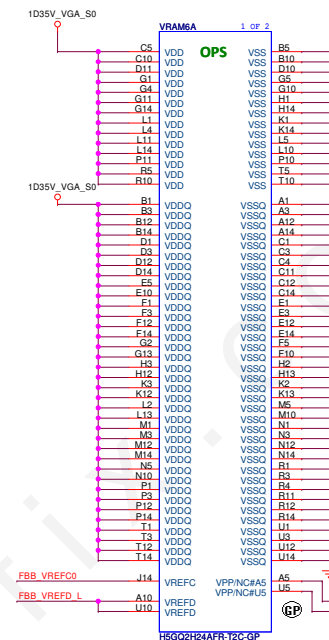 1D35V_VGA_S0
VRAM6A 1 OF 2
OPS
C5 VDD VSS B5
C10 VDD VSS B10
D11 VDD VSS D10
G1 VDD VSS G5
G4 VDD VSS G10
G11 VDD VSS H1
G14 VDD VSS H14
L1 VDD VSS K1
L4 VDD VSS K14
L11 VDD VSS L5
L14 VDD VSS L10
P11 VDD VSS P10
R5 VDD VSS T5
R10 VDD VSS T10
1D35V_VGA_S0
B1 VDDQ VSSQ A1
B3 VDDQ VSSQ A3
B12 VDDQ VSSQ A12
B14 VDDQ VSSQ A14
D1 VDDQ VSSQ C1
D3 VDDQ VSSQ C3
D12 VDDQ VSSQ C4
D14 VDDQ VSSQ C11
E5 VDDQ VSSQ C12
E10 VDDQ VSSQ C14
F1 VDDQ VSSQ E1
F3 VDDQ VSSQ E3
F12 VDDQ VSSQ E12
F14 VDDQ VSSQ E14
G2 VDDQ VSSQ F5
G13 VDDQ VSSQ F10
H3 VDDQ VSSQ H2
H12 VDDQ VSSQ H13
K3 VDDQ VSSQ K2
K12 VDDQ VSSQ K13
L2 VDDQ VSSQ M5
L13 VDDQ VSSQ M10
M1 VDDQ VSSQ N1
M3 VDDQ VSSQ N3
M12 VDDQ VSSQ N12
M14 VDDQ VSSQ N14
N5 VDDQ VSSQ R1
N10 VDDQ VSSQ R3
P1 VDDQ VSSQ R4
P3 VDDQ VSSQ R11
P12 VDDQ VSSQ R12
P14 VDDQ VSSQ R14
T1 VDDQ VSSQ U1
T3 VDDQ VSSQ U3
T12 VDDQ VSSQ U12
T14 VDDQ VSSQ U14
FBB_VREFC0 J14 VREFC VPP/NC#A5 A5
VPP/NC#U5 U5
FBB_VREFD_L A10 VREFD
U10 VREFD
GP
H5GQ2H24AFR-T2C-GP